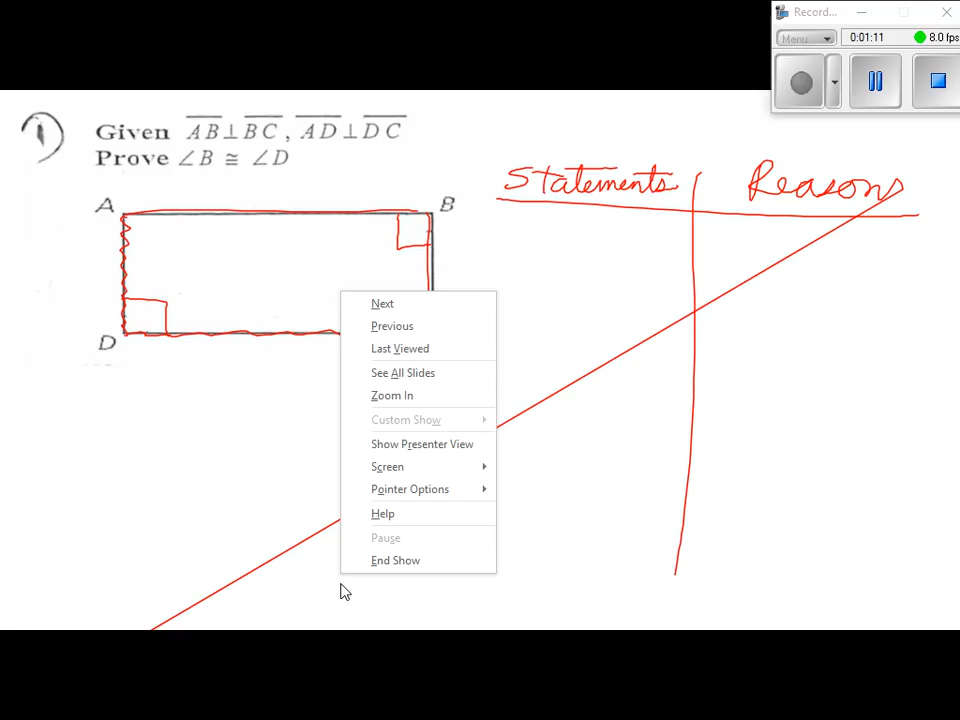 Record...
Menu
0:01:11
8.0 fps
1
Given AB⊥BC, AD⊥DC
Prove ∠B ≅ ∠D
Statements
Reasons
A
B
D
Next
Previous
Last Viewed
See All Slides
Zoom In
Custom Show
Show Presenter View
Screen
Pointer Options
Help
Pause
End Show